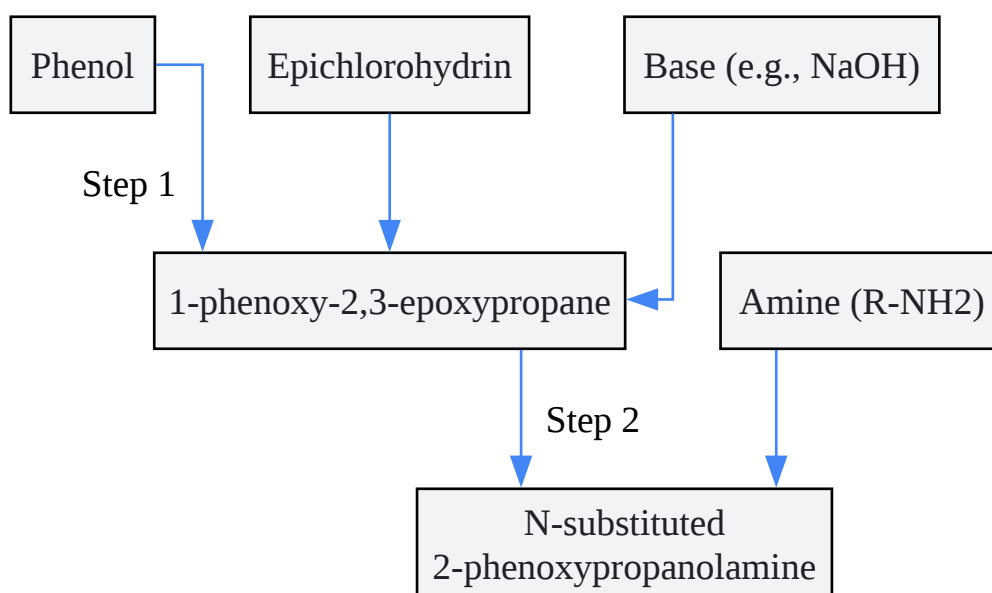 Phenol
Epichlorohydrin
Base (e.g., NaOH)
Step 1
1-phenoxy-2,3-epoxypropane
Amine (R-NH2)
Step 2
N-substituted
2-phenoxypropanolamine